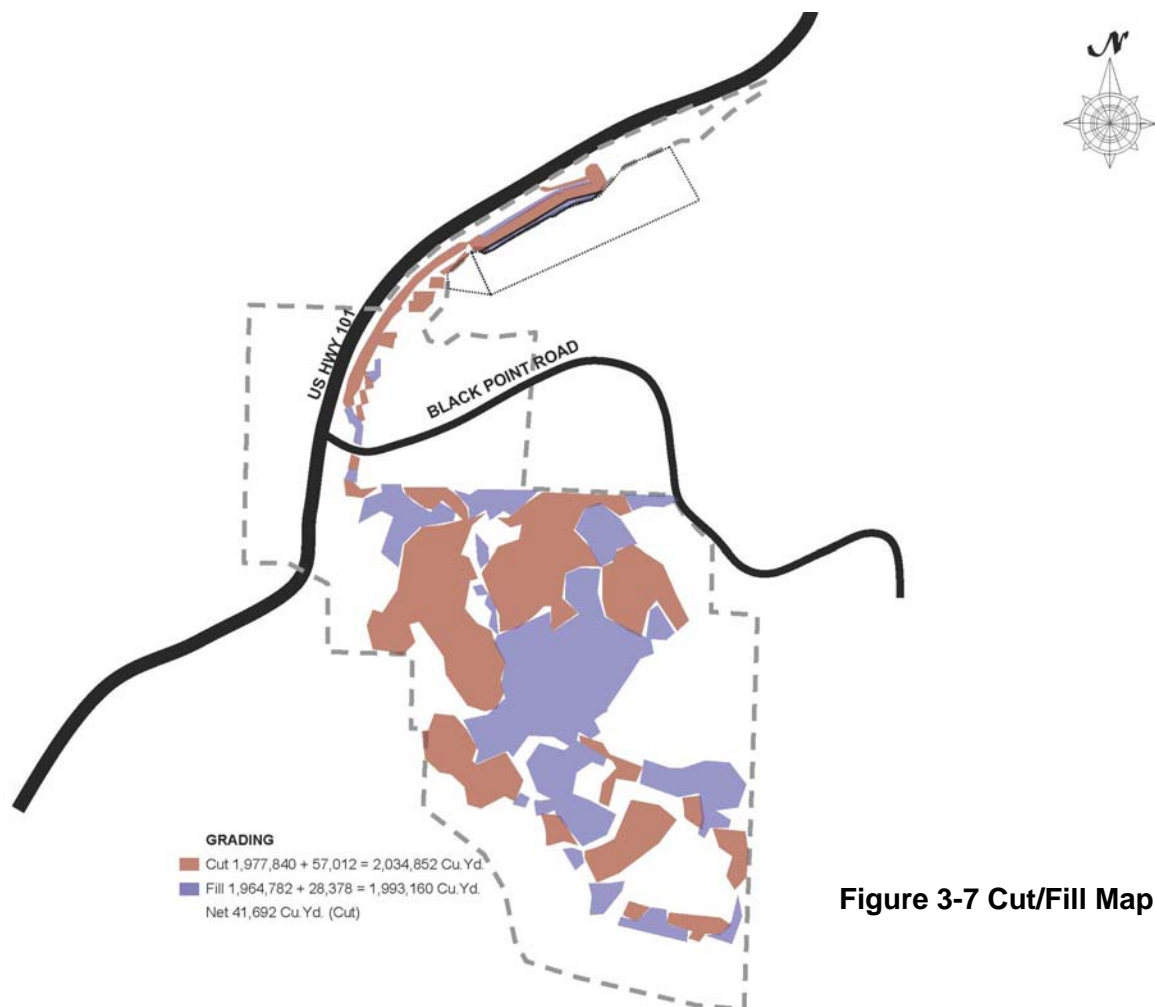 N
US HWY 101
BLACK POINT ROAD
GRADING
Cut 1,977,840 + 57,012 = 2,034,852 Cu.Yd.
Fill 1,964,782 + 28,378 = 1,993,160 Cu.Yd.
Net 41,692 Cu.Yd. (Cut)
Figure 3-7 Cut/Fill Map